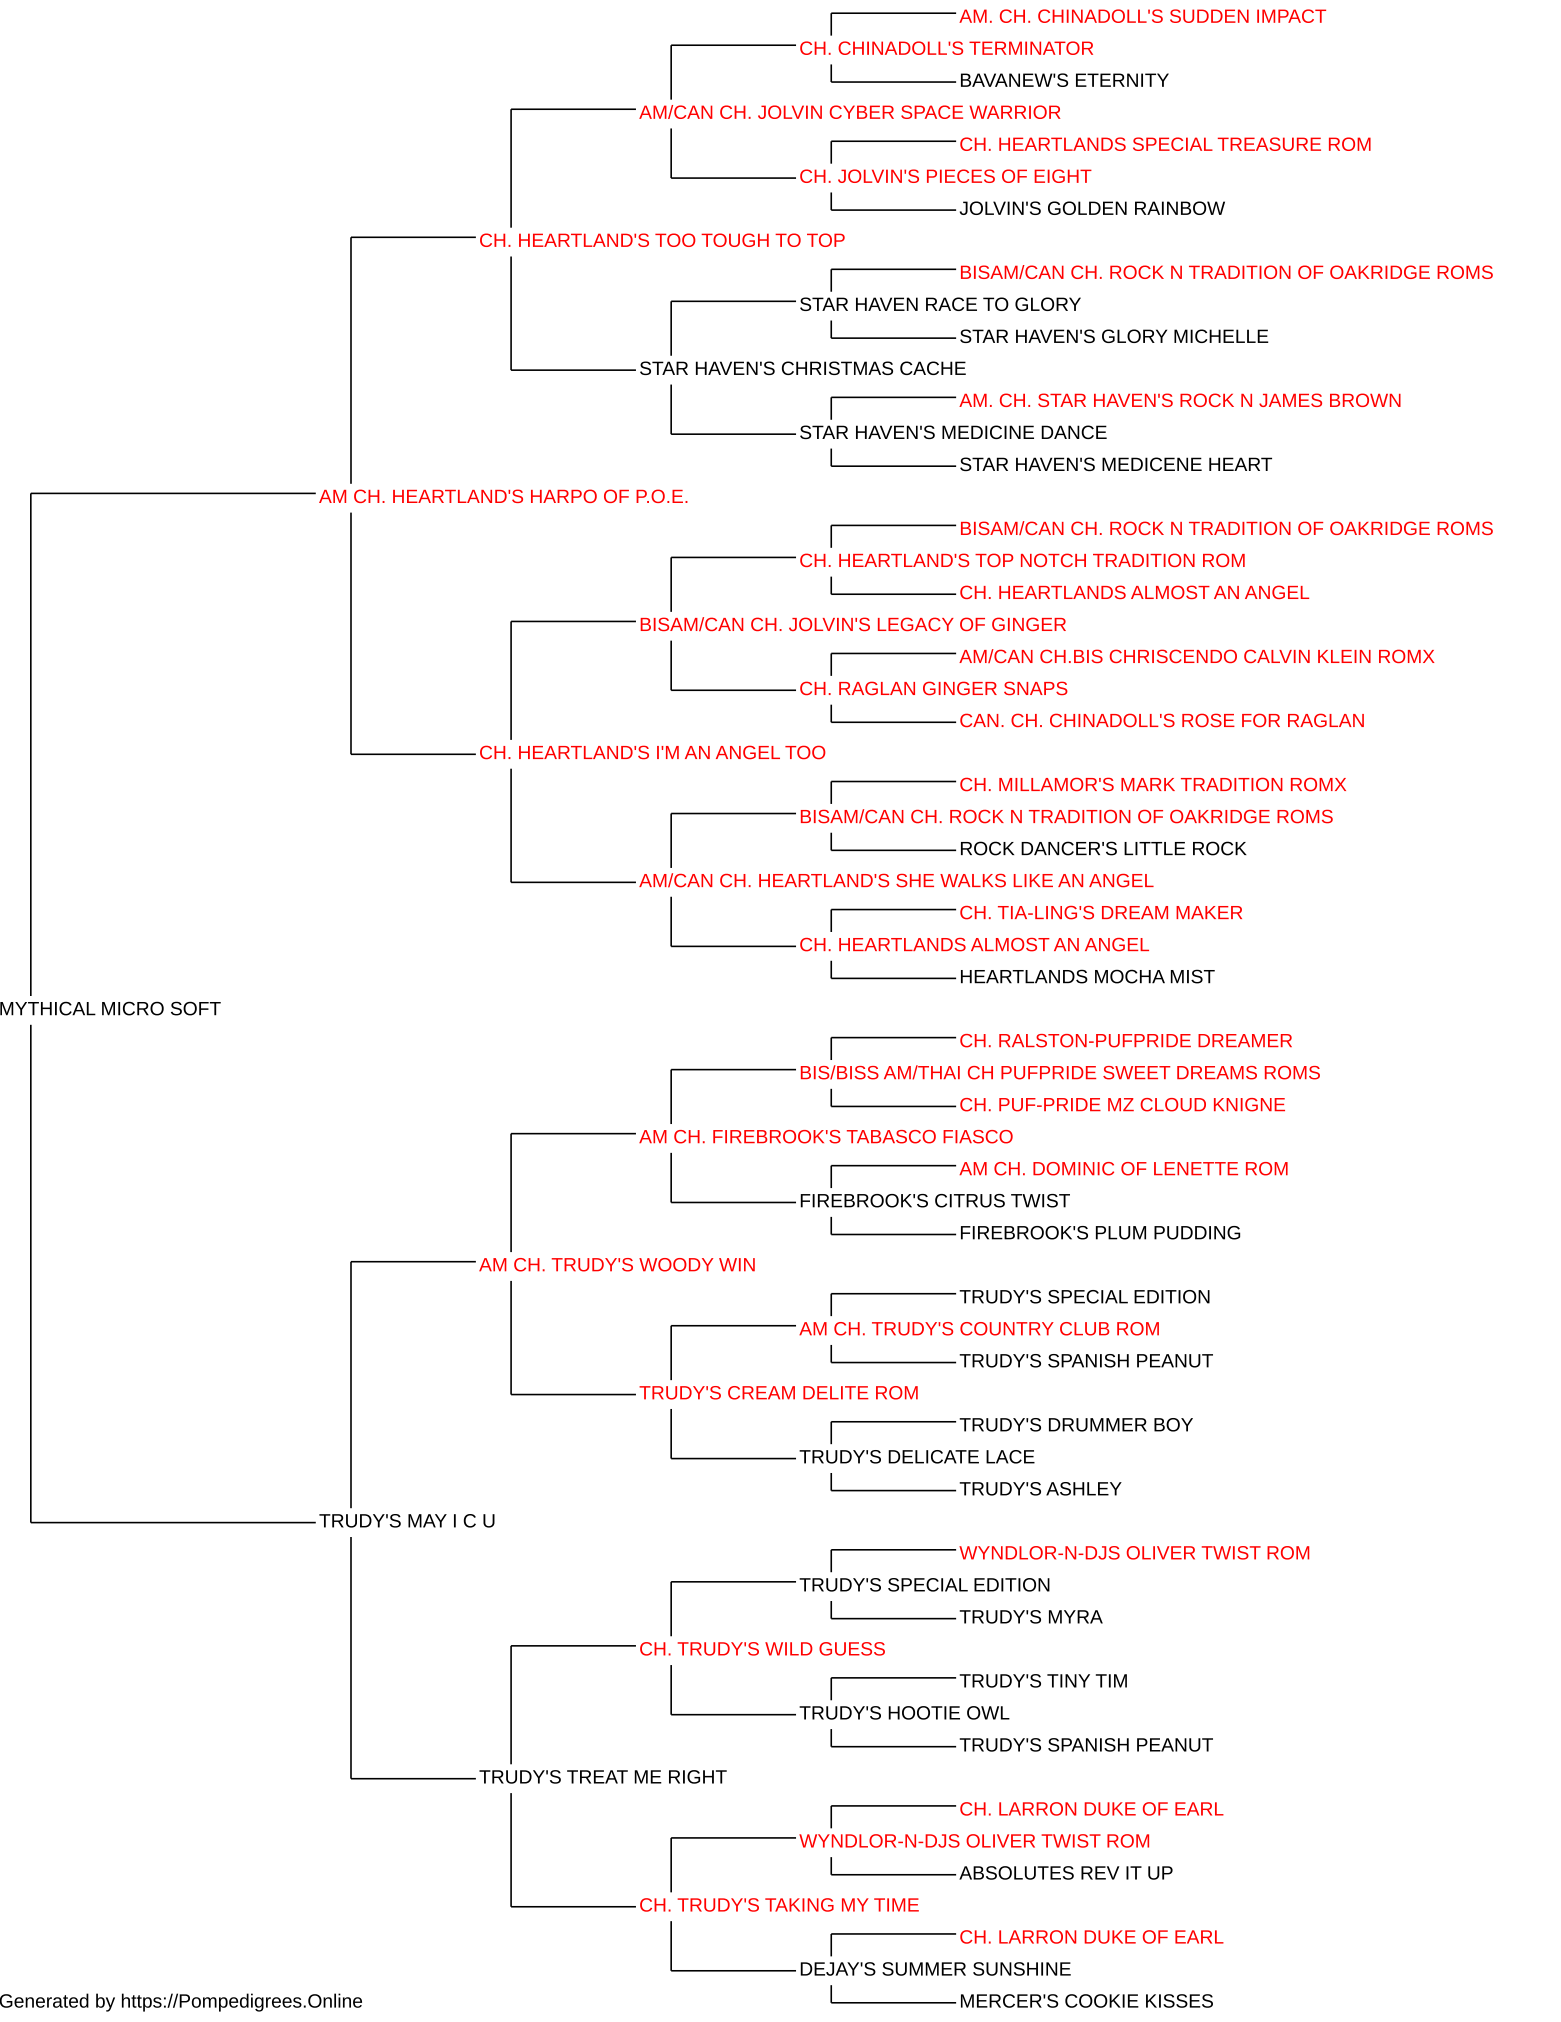 AM. CH. CHINADOLL'S SUDDEN IMPACT
CH. CHINADOLL'S TERMINATOR
BAVANEW'S ETERNITY
AM/CAN CH. JOLVIN CYBER SPACE WARRIOR
CH. HEARTLANDS SPECIAL TREASURE ROM
CH. JOLVIN'S PIECES OF EIGHT
JOLVIN'S GOLDEN RAINBOW
CH. HEARTLAND'S TOO TOUGH TO TOP
BISAM/CAN CH. ROCK N TRADITION OF OAKRIDGE ROMS
STAR HAVEN RACE TO GLORY
STAR HAVEN'S GLORY MICHELLE
STAR HAVEN'S CHRISTMAS CACHE
AM. CH. STAR HAVEN'S ROCK N JAMES BROWN
STAR HAVEN'S MEDICINE DANCE
STAR HAVEN'S MEDICENE HEART
AM CH. HEARTLAND'S HARPO OF P.O.E.
BISAM/CAN CH. ROCK N TRADITION OF OAKRIDGE ROMS
CH. HEARTLAND'S TOP NOTCH TRADITION ROM
CH. HEARTLANDS ALMOST AN ANGEL
BISAM/CAN CH. JOLVIN'S LEGACY OF GINGER
AM/CAN CH.BIS CHRISCENDO CALVIN KLEIN ROMX
CH. RAGLAN GINGER SNAPS
CAN. CH. CHINADOLL'S ROSE FOR RAGLAN
CH. HEARTLAND'S I'M AN ANGEL TOO
CH. MILLAMOR'S MARK TRADITION ROMX
BISAM/CAN CH. ROCK N TRADITION OF OAKRIDGE ROMS
ROCK DANCER'S LITTLE ROCK
AM/CAN CH. HEARTLAND'S SHE WALKS LIKE AN ANGEL
CH. TIA-LING'S DREAM MAKER
CH. HEARTLANDS ALMOST AN ANGEL
HEARTLANDS MOCHA MIST
MYTHICAL MICRO SOFT
CH. RALSTON-PUFPRIDE DREAMER
BIS/BISS AM/THAI CH PUFPRIDE SWEET DREAMS ROMS
CH. PUF-PRIDE MZ CLOUD KNIGNE
AM CH. FIREBROOK'S TABASCO FIASCO
AM CH. DOMINIC OF LENETTE ROM
FIREBROOK'S CITRUS TWIST
FIREBROOK'S PLUM PUDDING
AM CH. TRUDY'S WOODY WIN
TRUDY'S SPECIAL EDITION
AM CH. TRUDY'S COUNTRY CLUB ROM
TRUDY'S SPANISH PEANUT
TRUDY'S CREAM DELITE ROM
TRUDY'S DRUMMER BOY
TRUDY'S DELICATE LACE
TRUDY'S ASHLEY
TRUDY'S MAY I C U
WYNDLOR-N-DJS OLIVER TWIST ROM
TRUDY'S SPECIAL EDITION
TRUDY'S MYRA
CH. TRUDY'S WILD GUESS
TRUDY'S TINY TIM
TRUDY'S HOOTIE OWL
TRUDY'S SPANISH PEANUT
TRUDY'S TREAT ME RIGHT
CH. LARRON DUKE OF EARL
WYNDLOR-N-DJS OLIVER TWIST ROM
ABSOLUTES REV IT UP
CH. TRUDY'S TAKING MY TIME
CH. LARRON DUKE OF EARL
DEJAY'S SUMMER SUNSHINE
MERCER'S COOKIE KISSES
Generated by https://Pompedigrees.Online